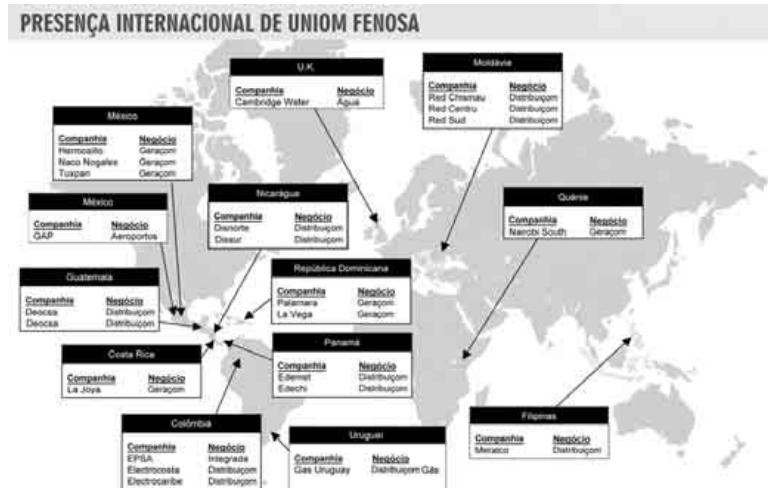 PRESENÇA INTERNACIONAL DE UNIOM FENOSA
U.K.
Companhia Negócio
Cambridge Water Água
Moldávia
Companhia Negócio
Red Chisinau Distribuiçom
Red Centru Distribuiçom
Red Sud Distribuiçom
México
Companhia Negócio
Hermosillo Geraçom
Naco Nogales Geraçom
Tuxpan Geraçom
México
Companhia Negócio
GAP Aeroportos
Nicarágue
Companhia Negócio
Disnorte Distribuiçom
Dissur Distribuiçom
Quénia
Companhia Negócio
Nairobi South Geraçom
Guatemala
Companhia Negócio
Deocsa Distribuiçom
Deocsa Distribuiçom
República Dominicana
Companhia Negócio
Palamara Geraçom
La Vega Geraçom
Costa Rica
Companhia Negócio
La Joya Geraçom
Panamá
Companhia Negócio
Edemet Distribuiçom
Edechi Distribuiçom
Colômbia
Companhia Negócio
EPSA Integrada
Electrocosta Distribuiçom
Electrocaribe Distribuiçom
Uruguei
Companhia Negócio
Gas Uruguay Distribuiçom Gás
Filipinas
Companhia Negócio
Meralco Distribuiçom